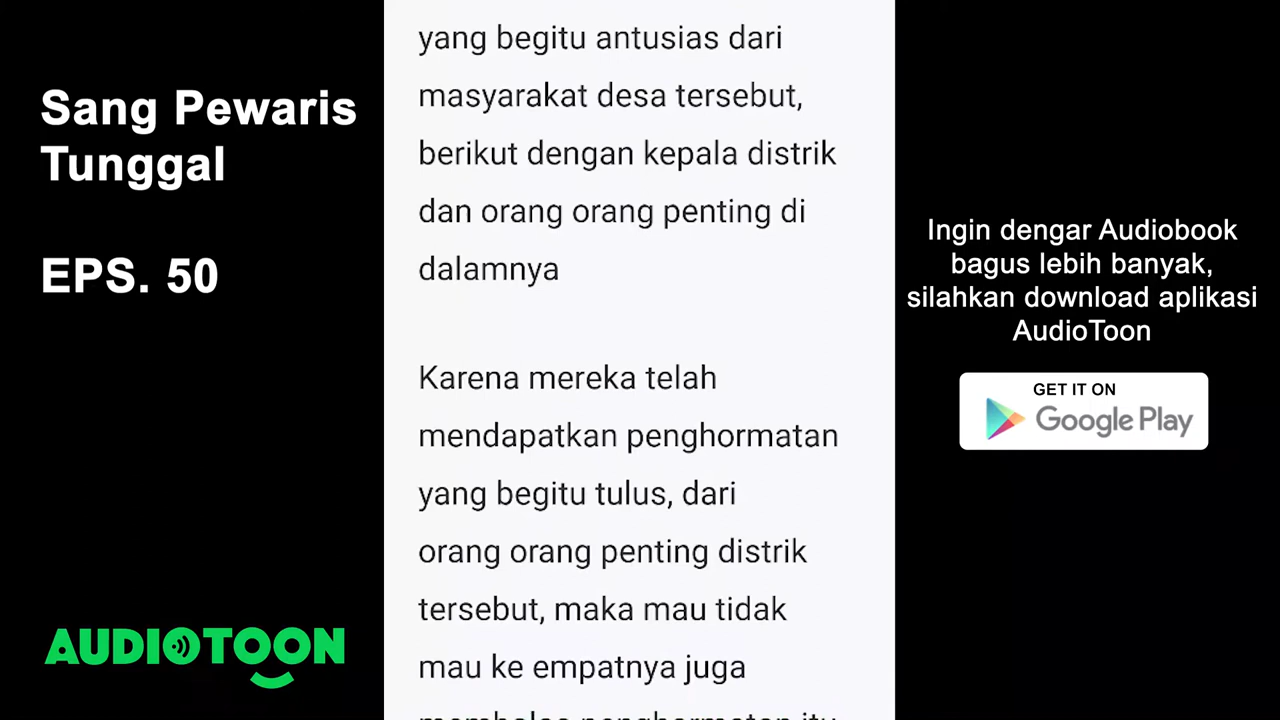 Sang Pewaris
Tunggal
EPS. 50
AUDIOTOON
yang begitu antusias dari
masyarakat desa tersebut,
berikut dengan kepala distrik
dan orang orang penting di
dalamnya
Karena mereka telah
mendapatkan penghormatan
yang begitu tulus, dari
orang orang penting distrik
tersebut, maka mau tidak
mau ke empatnya juga
membalas penghormatan itu
Ingin dengar Audiobook
bagus lebih banyak,
silahkan download aplikasi
AudioToon
GET IT ON
Google Play